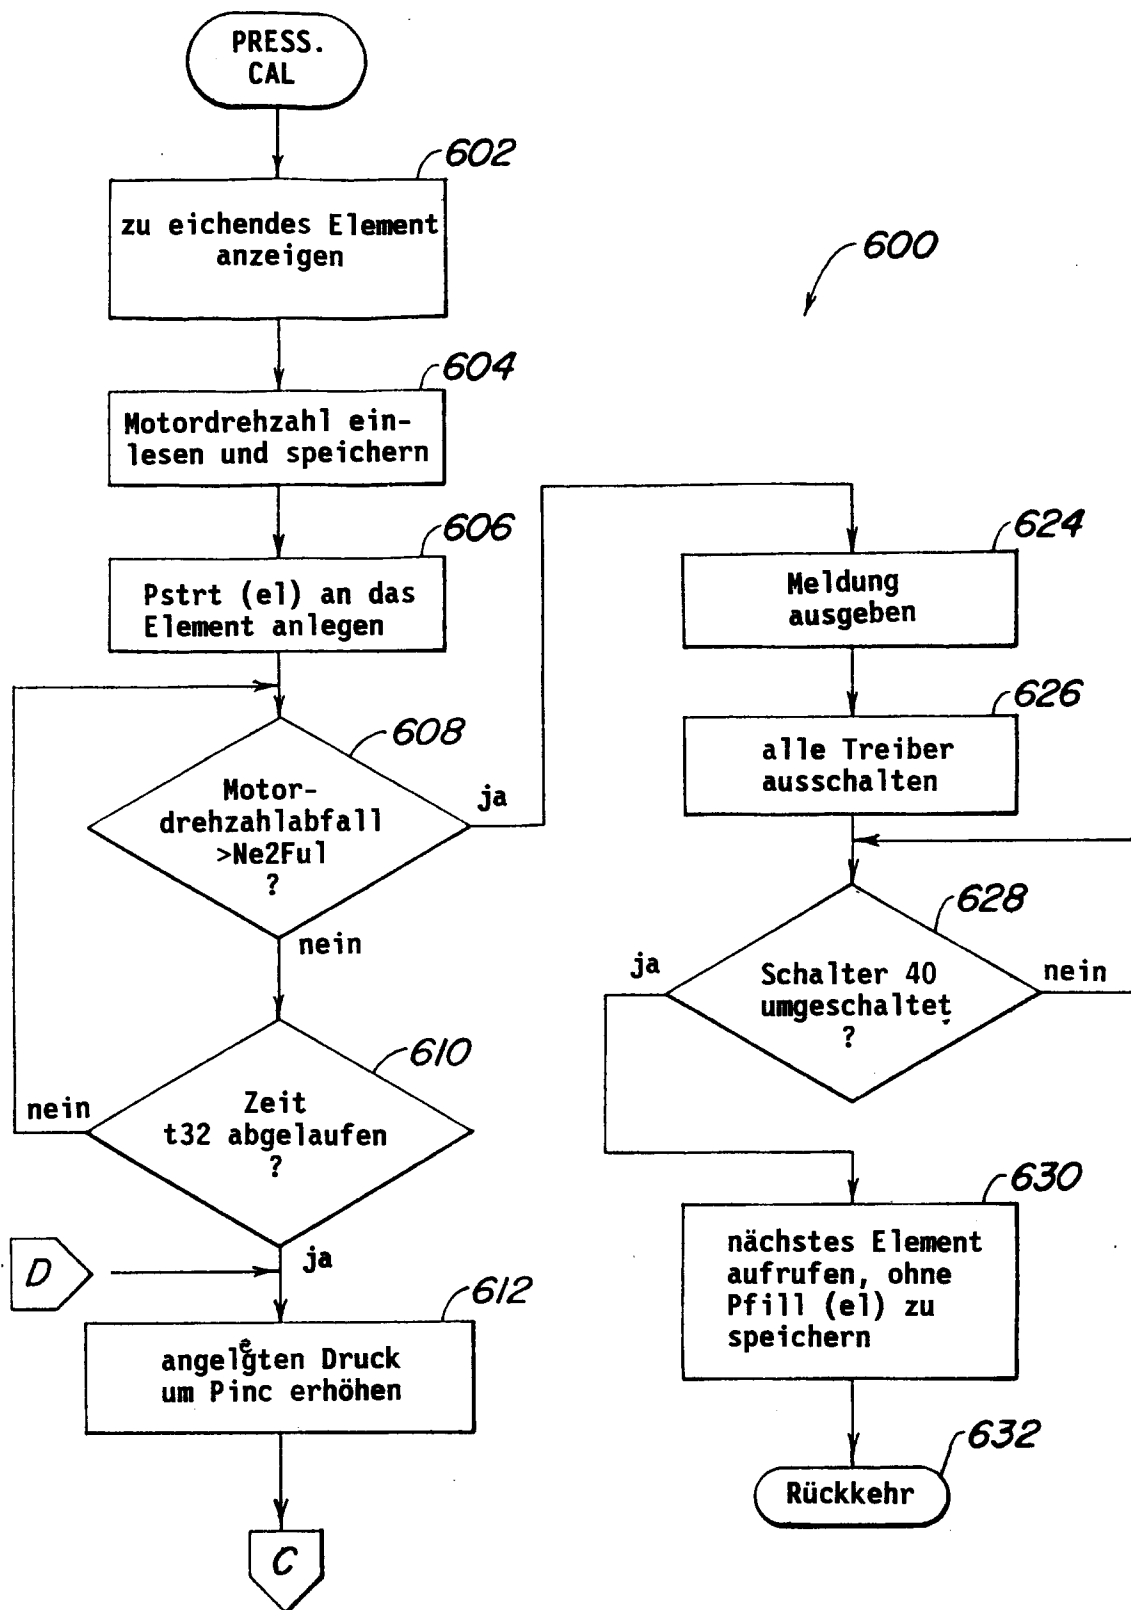 PRESS.
CAL
602
zu eichendes Element
anzeigen
600
604
Motordrehzahl ein-
lesen und speichern
606
Pstrt (el) an das
Element anlegen
608
Motor-
drehzahlabfall
>Ne2Ful
?
ja
nein
610
Zeit
t32 abgelaufen
?
nein
ja
D
612
angelegten Druck
um Pinc erhöhen
C
624
Meldung
ausgeben
626
alle Treiber
ausschalten
628
Schalter 40
umgeschaltet
?
ja
nein
630
nächstes Element
aufrufen, ohne
Pfill (el) zu
speichern
632
Rückkehr